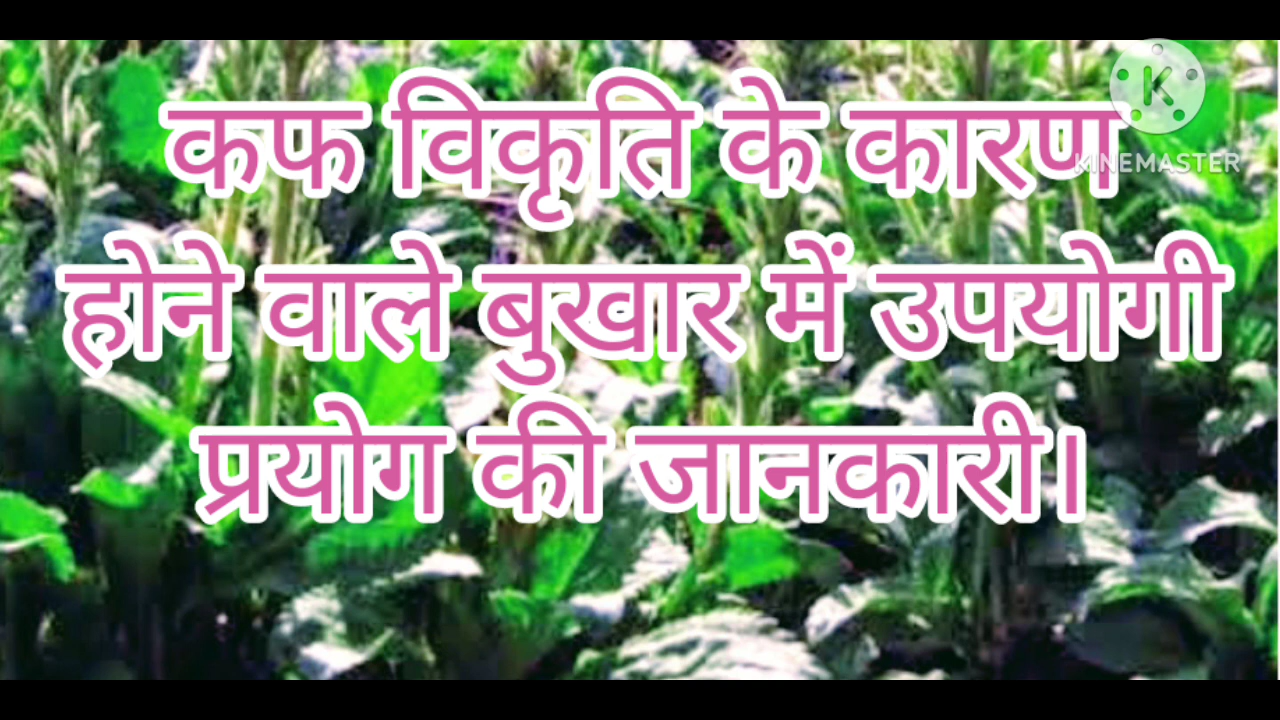 कफ विकृति के कारण
होने वाले बुखार में उपयोगी
प्रयोग की जानकारी।
K
KINEMASTER